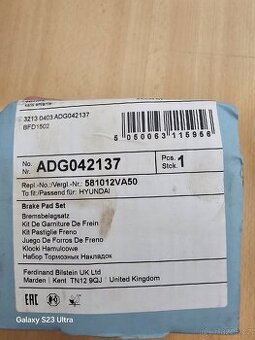 3213 0403 ADG042137
BFD1502
5 050063 115956
No.
Nr. ADG042137
Pos.
Stck. 1
Repl.-No./Vergl.-Nr.: 581012VA50
To fit:/Passend für: HYUNDAI
Brake Pad Set
Bremsbelagsatz
Kit De Garniture De Frein
Kit Pastiglie Freno
Juego De Forros De Freno
Klocki Hamulcowe
Набор Тормозных Накладок
Ferdinand Bilstein UK Ltd
Marden | Kent TN12 9QJ | United Kingdom
EAC
Galaxy S23 Ultra